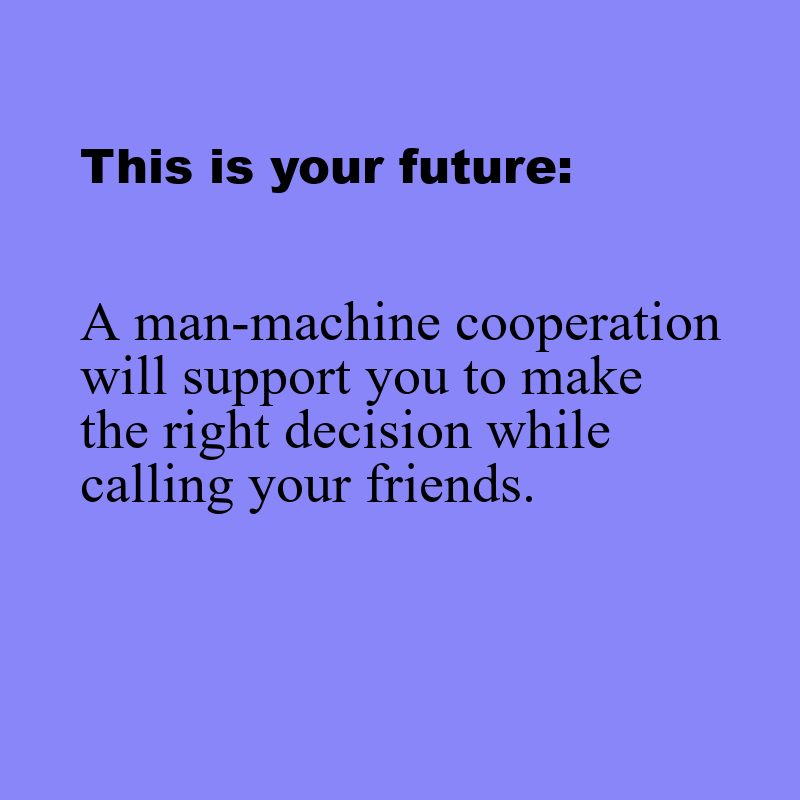 This is your future:
A man-machine cooperation
will support you to make
the right decision while
calling your friends.